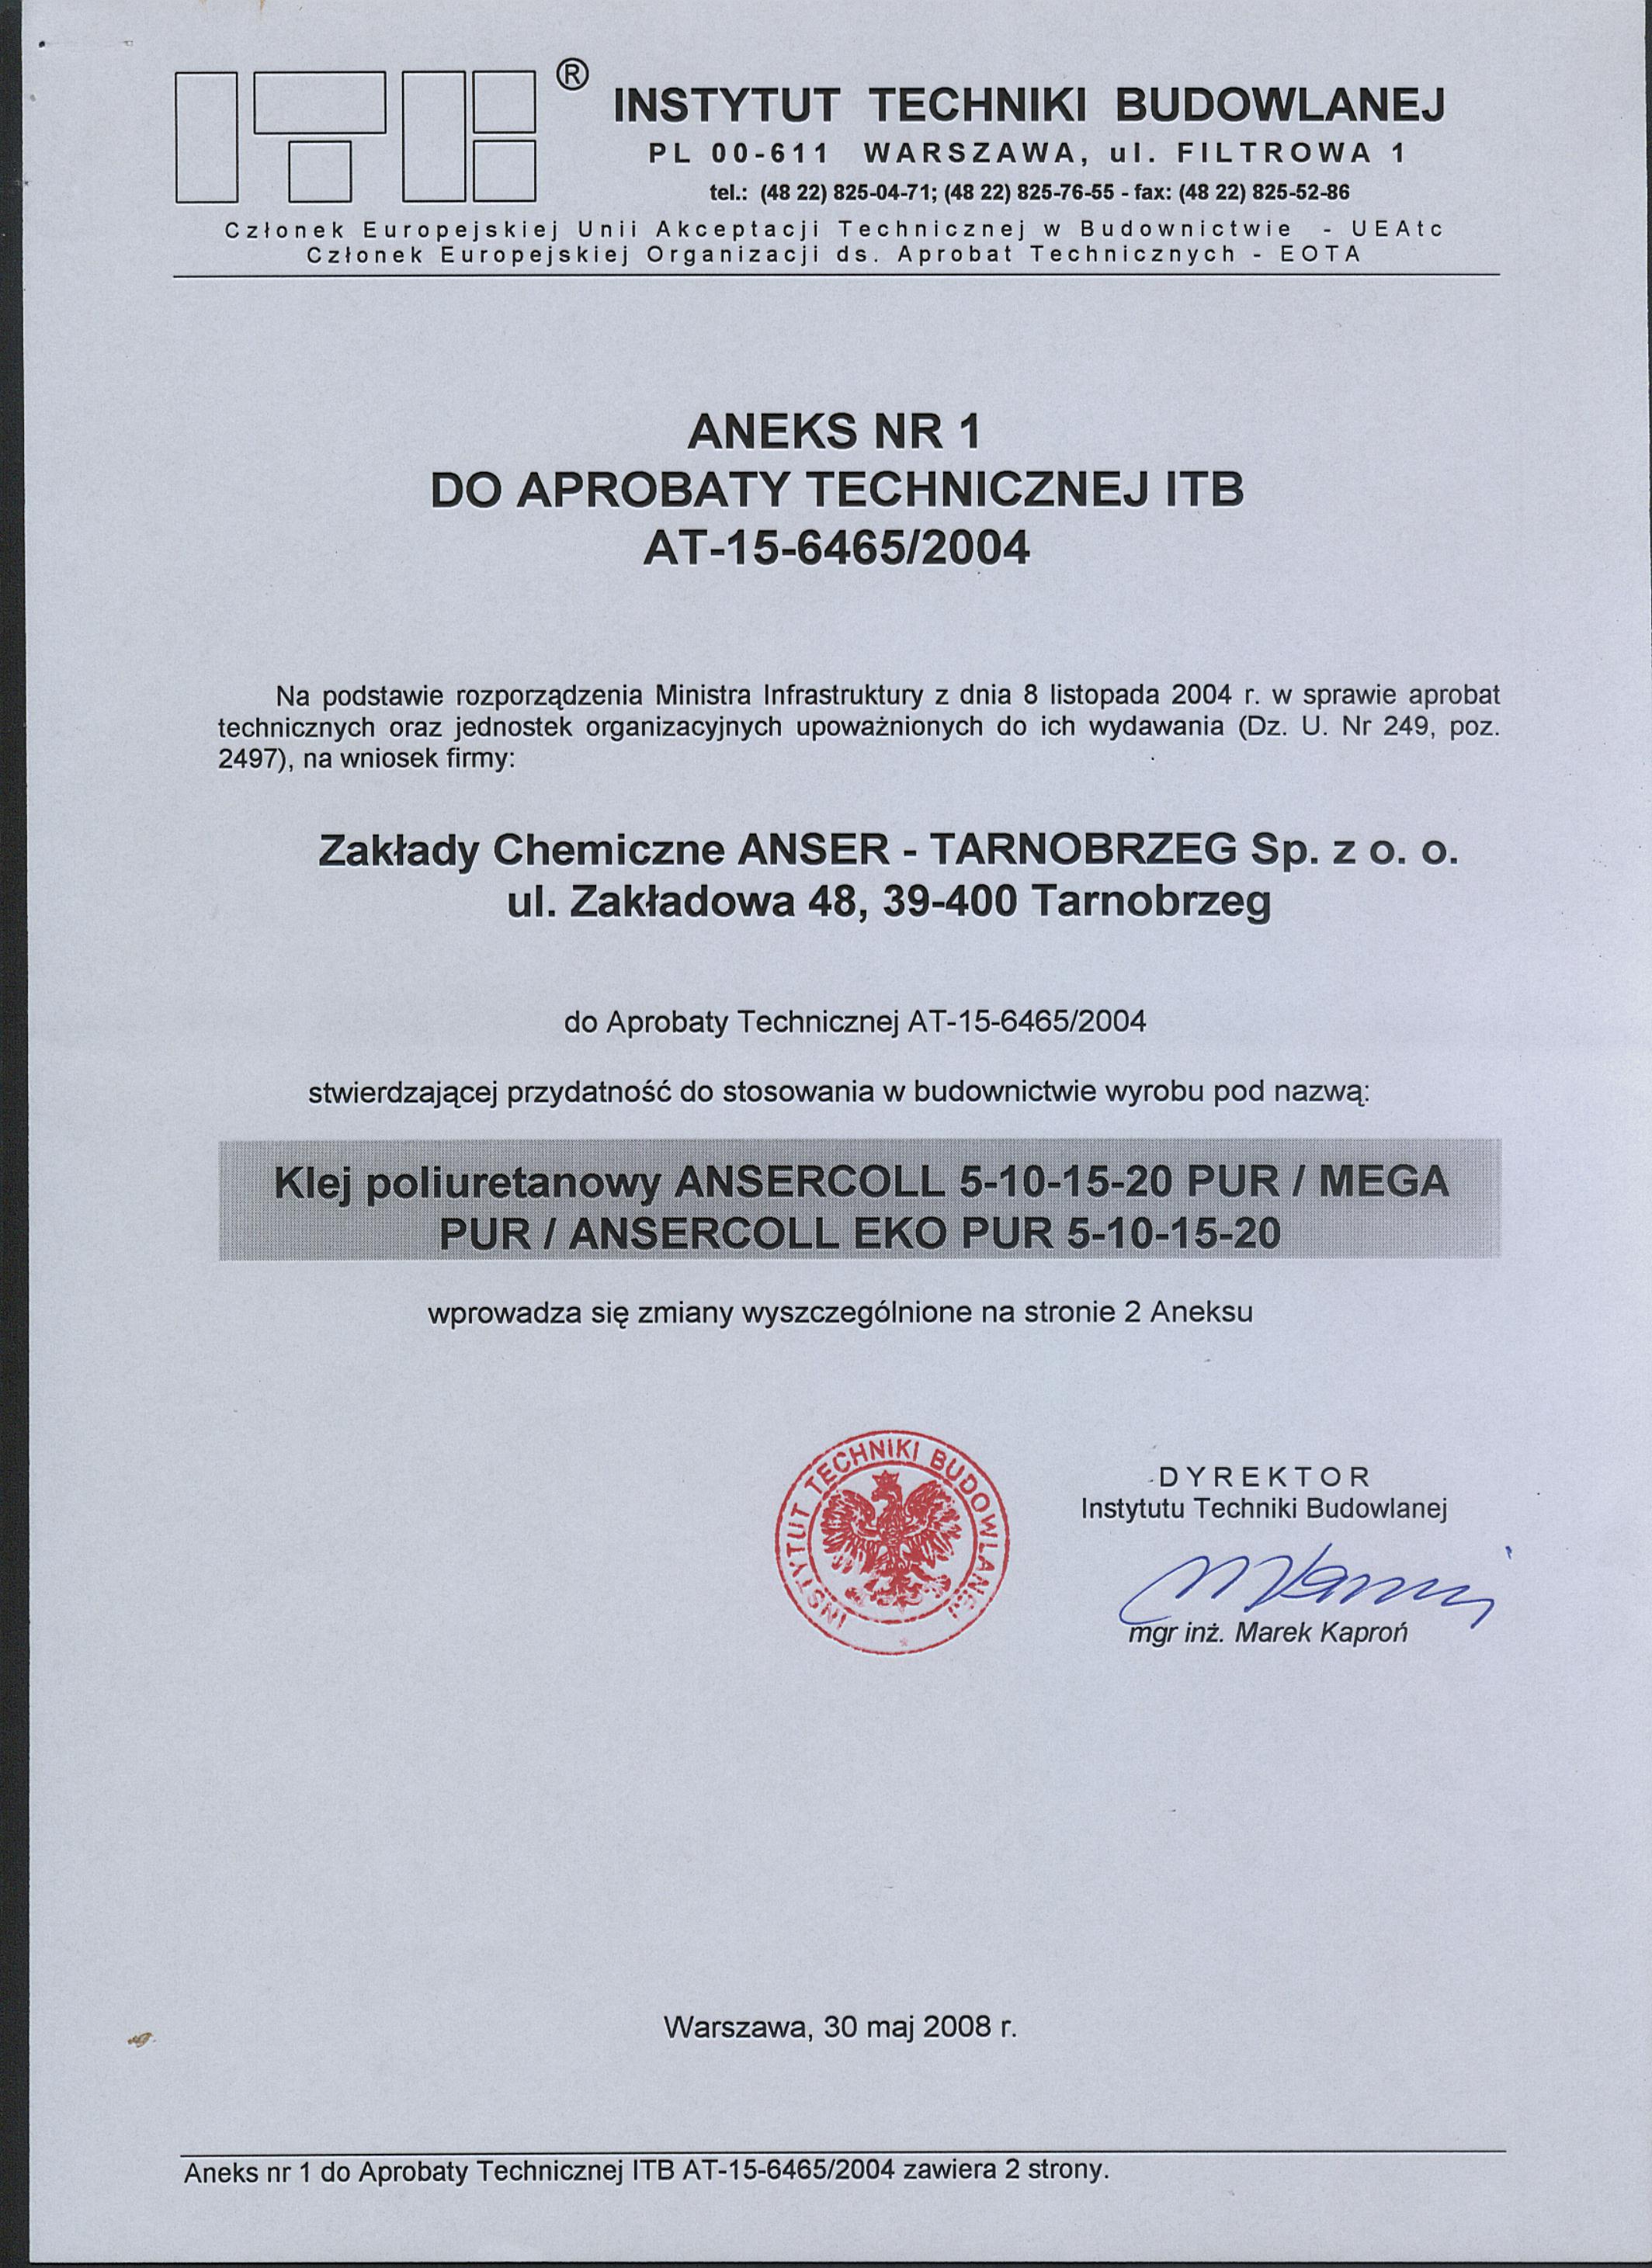 ITB ®
INSTYTUT TECHNIKI BUDOWLANEJ
PL 00-611 WARSZAWA, ul. FILTROWA 1
tel.: (48 22) 825-04-71; (48 22) 825-76-55 - fax: (48 22) 825-52-86
Członek Europejskiej Unii Akceptacji Technicznej w Budownictwie - UEAtc
Członek Europejskiej Organizacji ds. Aprobat Technicznych - EOTA
ANEKS NR 1
DO APROBATY TECHNICZNEJ ITB
AT-15-6465/2004
Na podstawie rozporządzenia Ministra Infrastruktury z dnia 8 listopada 2004 r. w sprawie aprobat
technicznych oraz jednostek organizacyjnych upoważnionych do ich wydawania (Dz. U. Nr 249, poz.
2497), na wniosek firmy:
Zakłady Chemiczne ANSER - TARNOBRZEG Sp. z o. o.
ul. Zakładowa 48, 39-400 Tarnobrzeg
do Aprobaty Technicznej AT-15-6465/2004
stwierdzającej przydatność do stosowania w budownictwie wyrobu pod nazwą:
Klej poliuretanowy ANSERCOLL 5-10-15-20 PUR / MEGA
PUR / ANSERCOLL EKO PUR 5-10-15-20
wprowadza się zmiany wyszczególnione na stronie 2 Aneksu
INSTYTUT TECHNIKI BUDOWLANEJ
DYREKTOR
Instytutu Techniki Budowlanej
mgr inż. Marek Kaproń
Warszawa, 30 maj 2008 r.
Aneks nr 1 do Aprobaty Technicznej ITB AT-15-6465/2004 zawiera 2 strony.